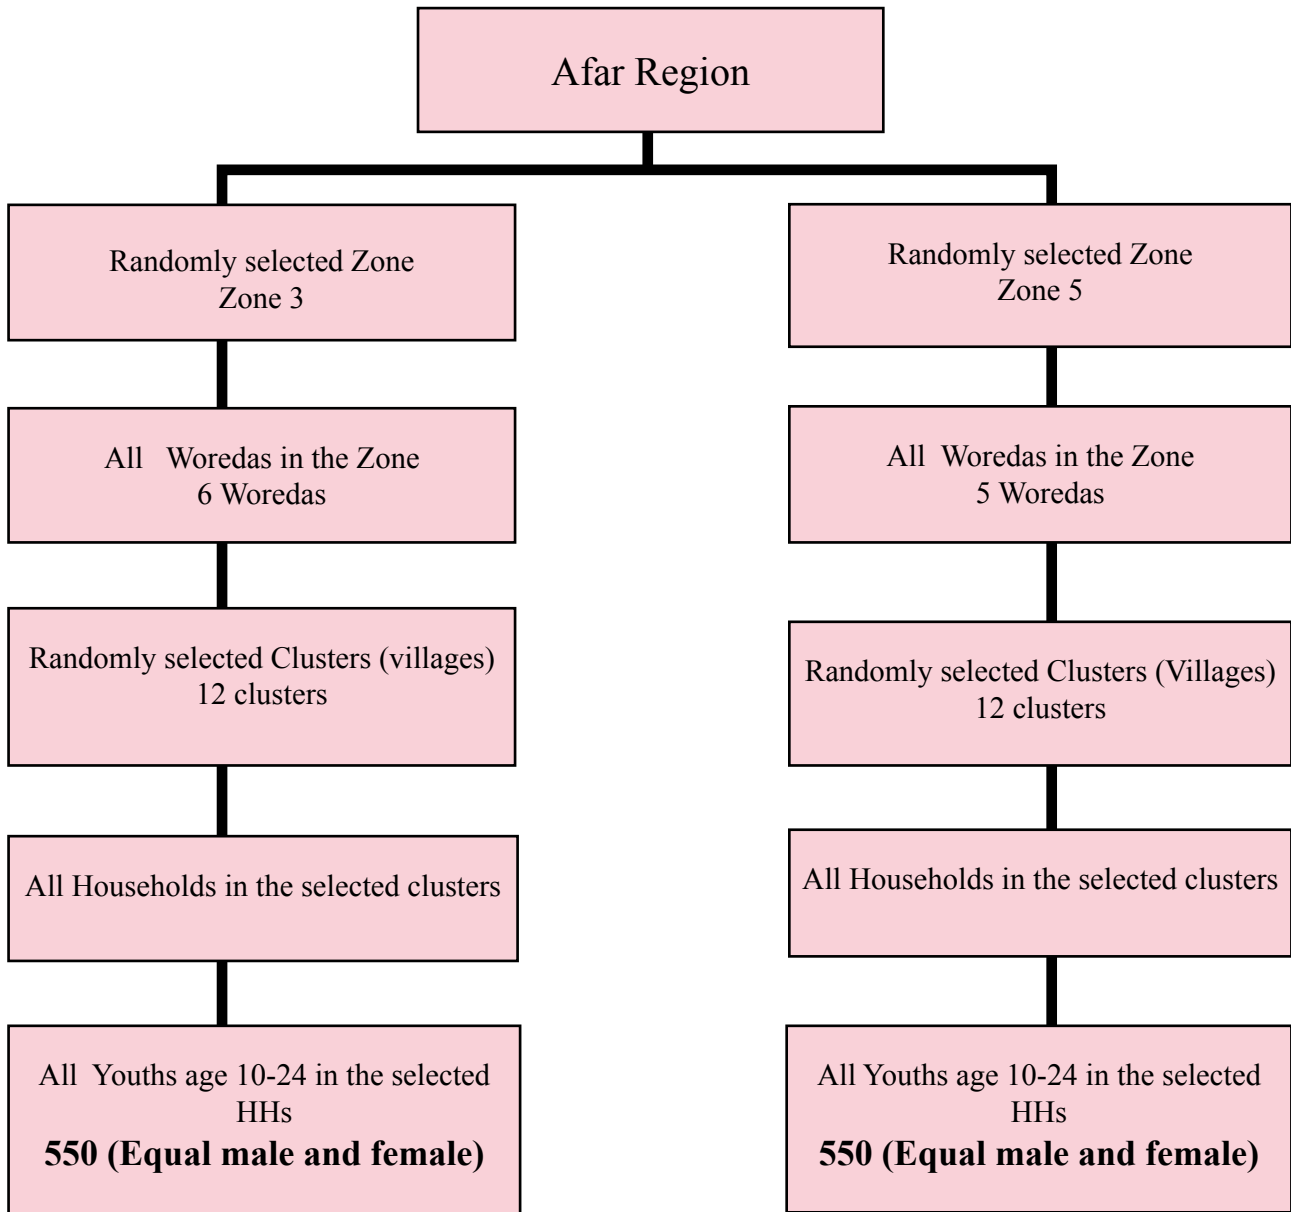 Afar Region
Randomly selected Zone
Zone 3
Randomly selected Zone
Zone 5
All Woredas in the Zone
6 Woredas
All Woredas in the Zone
5 Woredas
Randomly selected Clusters (villages)
12 clusters
Randomly selected Clusters (Villages)
12 clusters
All Households in the selected clusters
All Households in the selected clusters
All Youths age 10-24 in the selected
HHs
550 (Equal male and female)
All Youths age 10-24 in the selected
HHs
550 (Equal male and female)